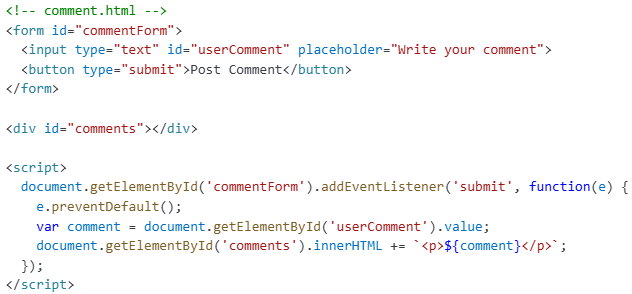 <!-- comment.html -->
<form id="commentForm">
  <input type="text" id="userComment" placeholder="Write your comment">
  <button type="submit">Post Comment</button>
</form>

<div id="comments"></div>

<script>
  document.getElementById('commentForm').addEventListener('submit', function(e) {
    e.preventDefault();
    var comment = document.getElementById('userComment').value;
    document.getElementById('comments').innerHTML += `<p>${comment}</p>`;
  });
</script>